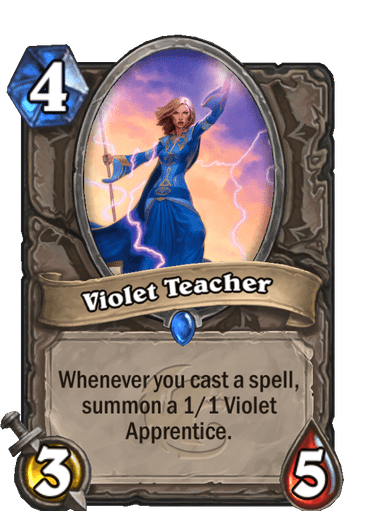 4
Violet Teacher
Whenever you cast a spell,
summon a 1/1 Violet
Apprentice.
3
5